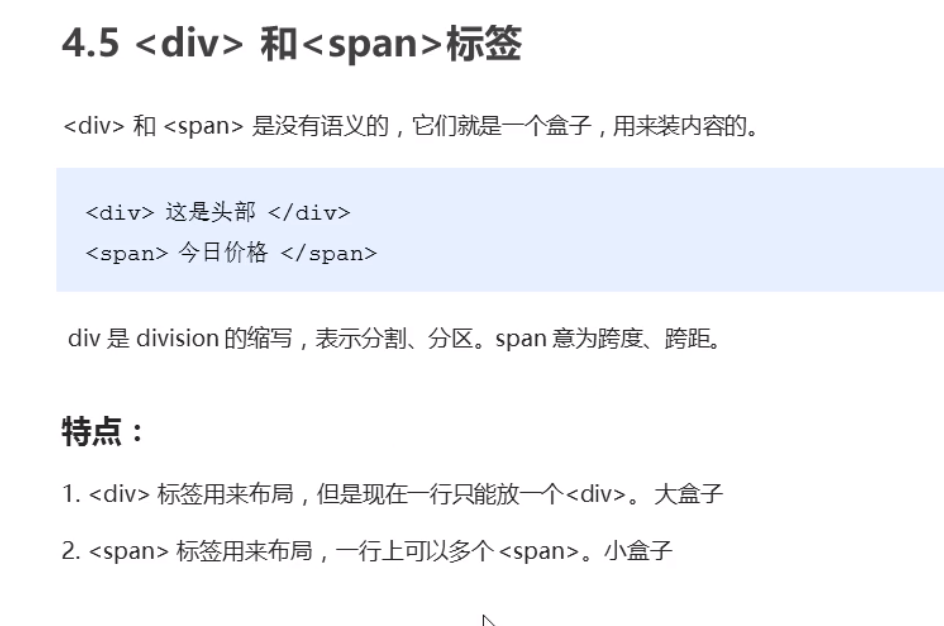 4.5 <div> 和<span>标签
<div> 和 <span> 是没有语义的，它们就是一个盒子，用来装内容的。
<div> 这是头部 </div>
<span> 今日价格 </span>
div 是 division 的缩写，表示分割、分区。span 意为跨度、跨距。
特点：
1. <div> 标签用来布局，但是现在一行只能放一个<div>。 大盒子
2. <span> 标签用来布局，一行上可以多个 <span>。小盒子